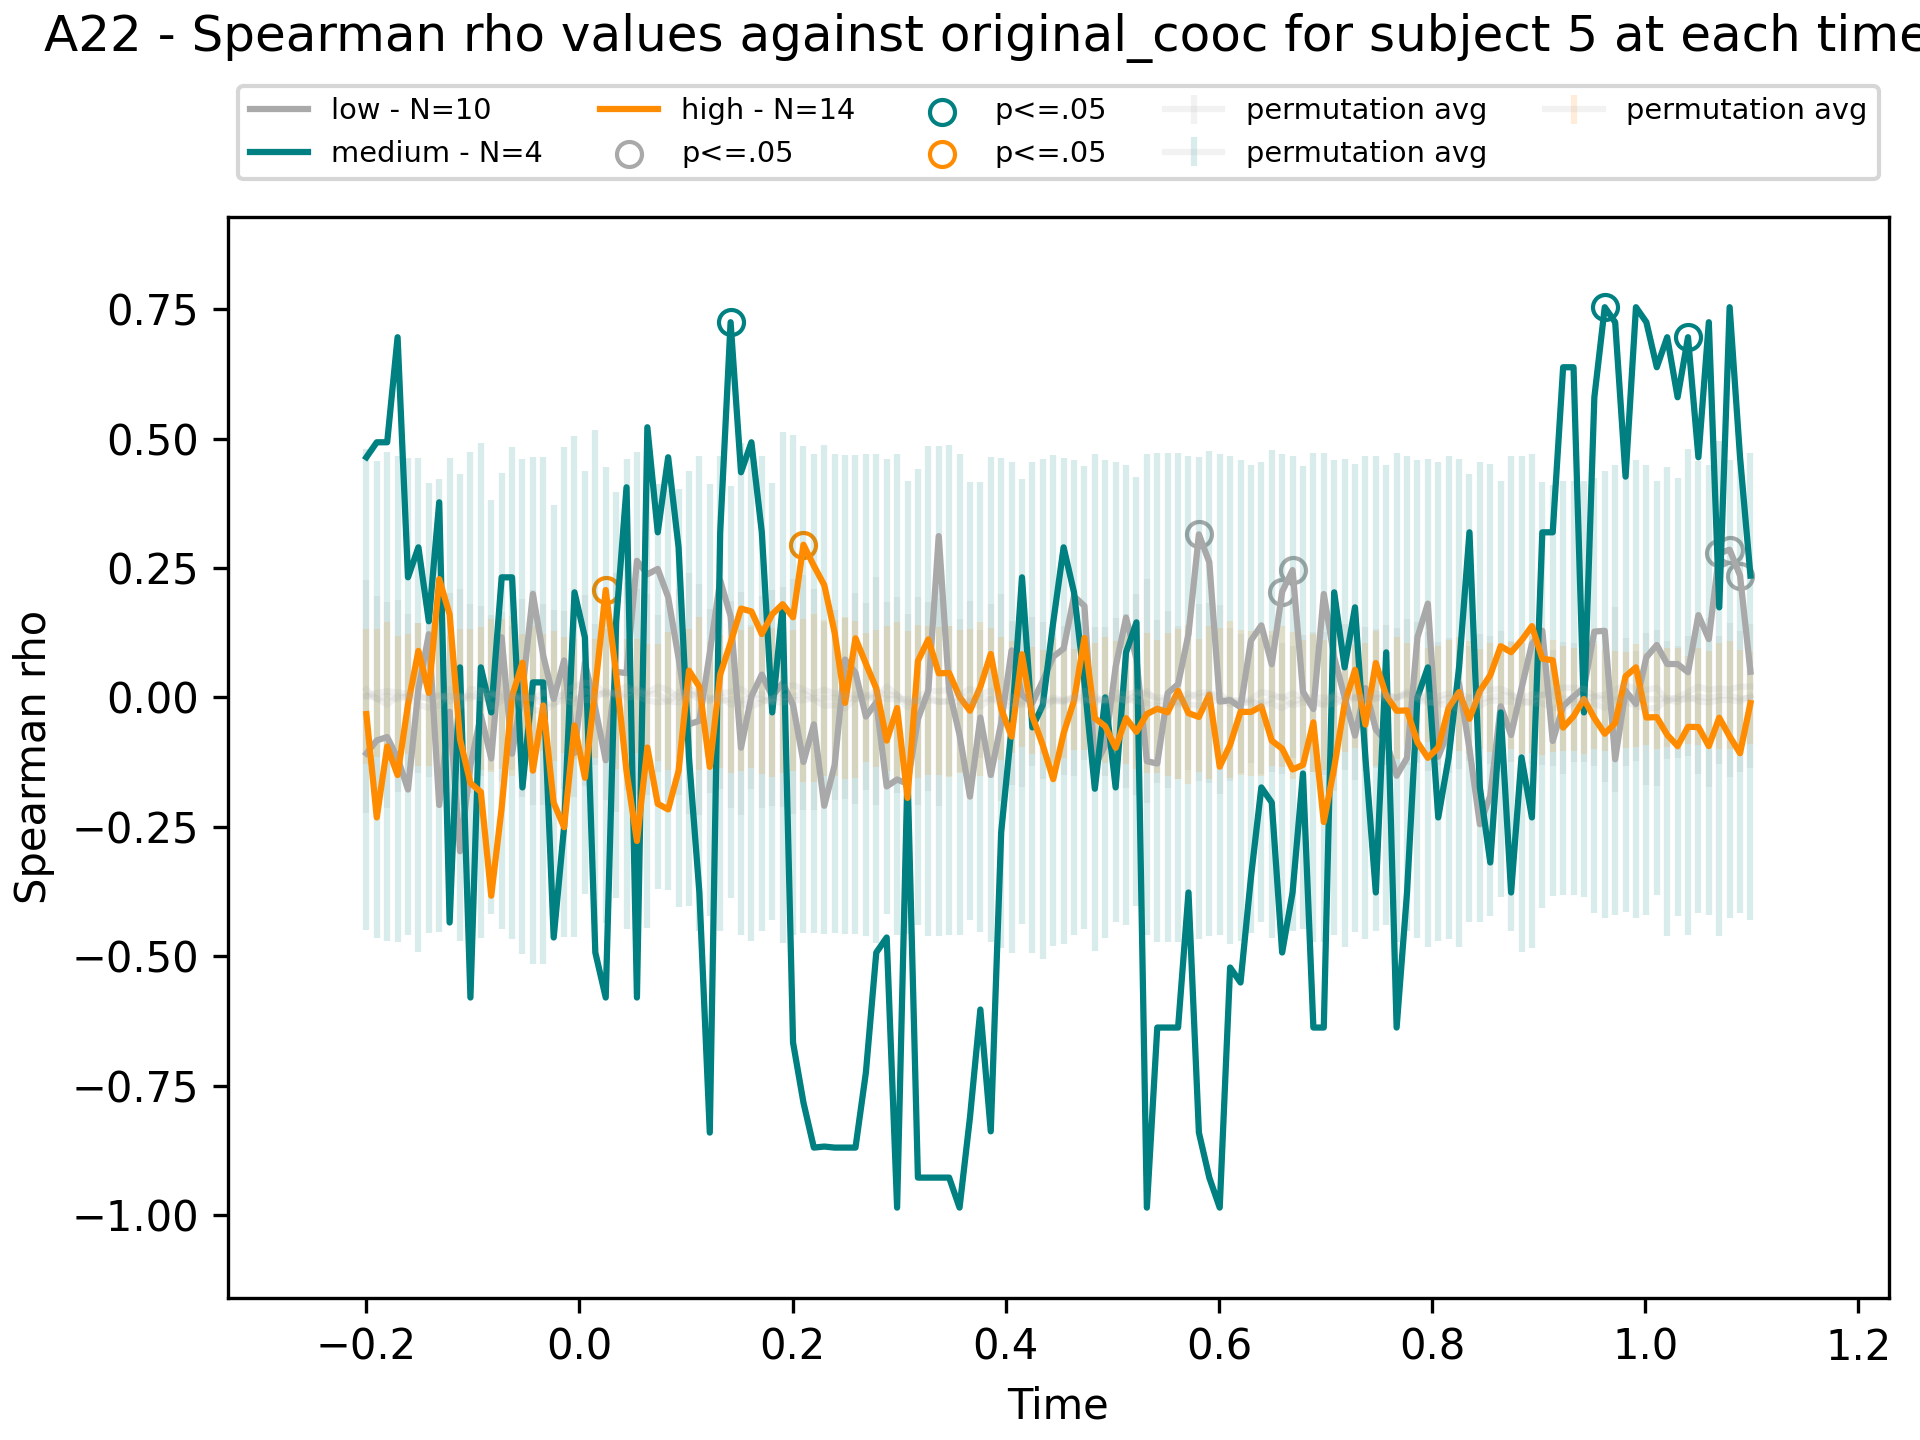 A22 - Spearman rho values against original_cooc for subject 5 at each time
low - N=10
medium - N=4
high - N=14
p<=.05
p<=.05
p<=.05
permutation avg
permutation avg
permutation avg
Spearman rho
0.75
0.50
0.25
0.00
−0.25
−0.50
−0.75
−1.00
−0.2 0.0 0.2 0.4 0.6 0.8 1.0 1.2
Time